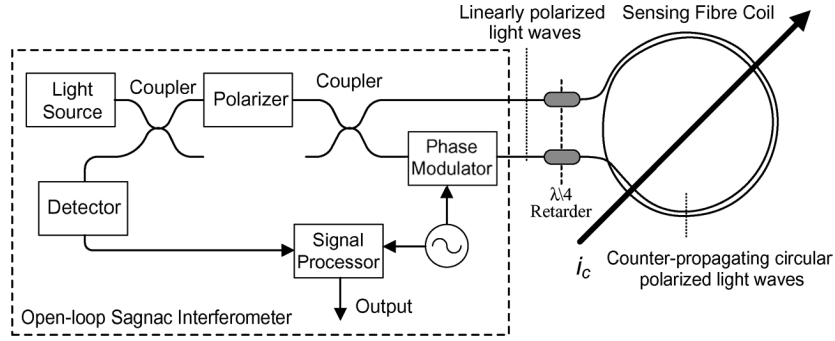 Linearly polarized
light waves
Sensing Fibre Coil
Light
Source
Coupler
Polarizer
Coupler
Phase
Modulator
λ\4
Retarder
Detector
Signal
Processor
Output
i_c
Counter-propagating circular
polarized light waves
Open-loop Sagnac Interferometer